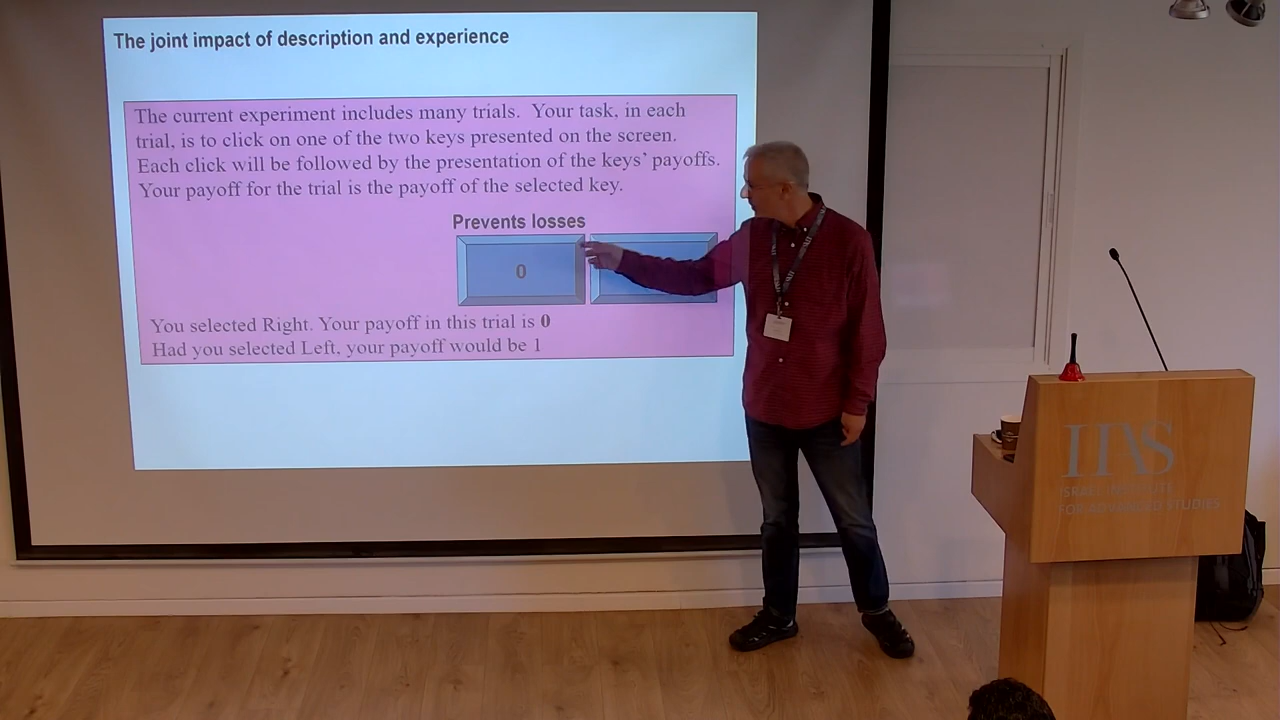 The joint impact of description and experience
The current experiment includes many trials. Your task, in each
trial, is to click on one of the two keys presented on the screen.
Each click will be followed by the presentation of the keys' payoffs.
Your payoff for the trial is the payoff of the selected key.
Prevents losses
0
You selected Right. Your payoff in this trial is 0
Had you selected Left, your payoff would be 1
IIAS
ISRAEL INSTITUTE
FOR ADVANCED STUDIES